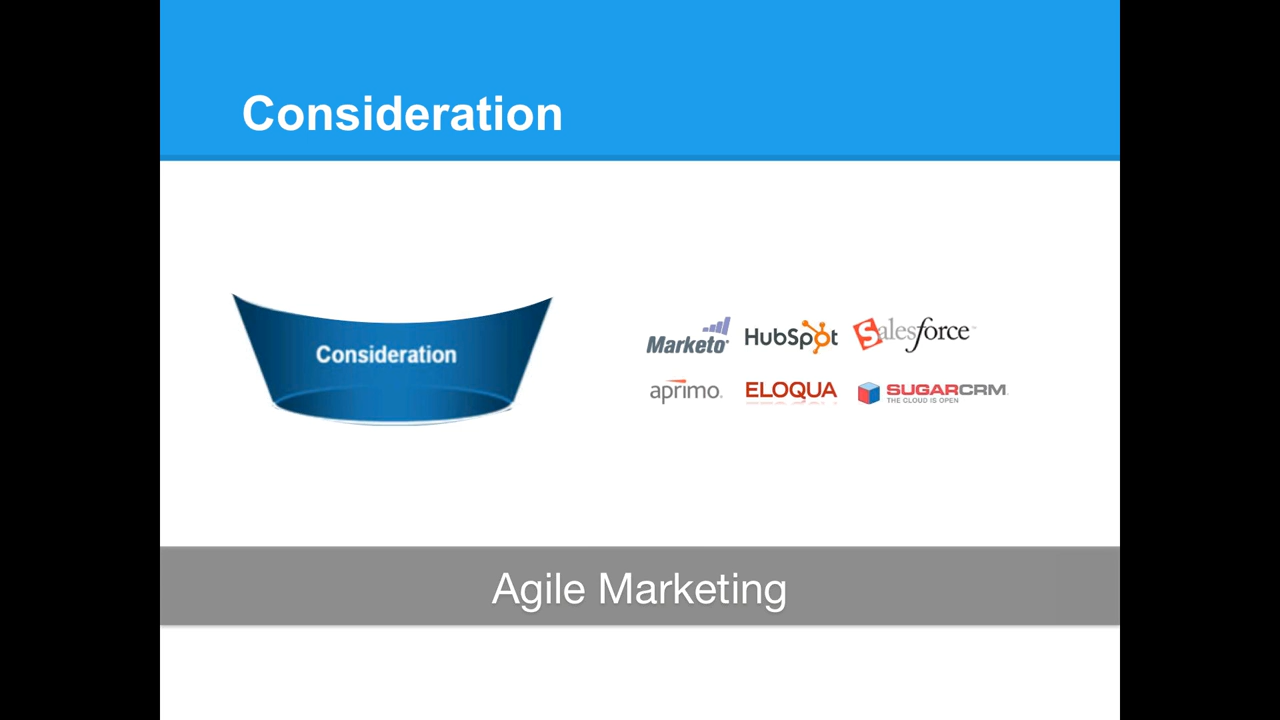 Consideration
Consideration
Marketo HubSpot Salesforce
aprimo. ELOQUA SUGARCRM.
THE CLOUD IS OPEN
Agile Marketing